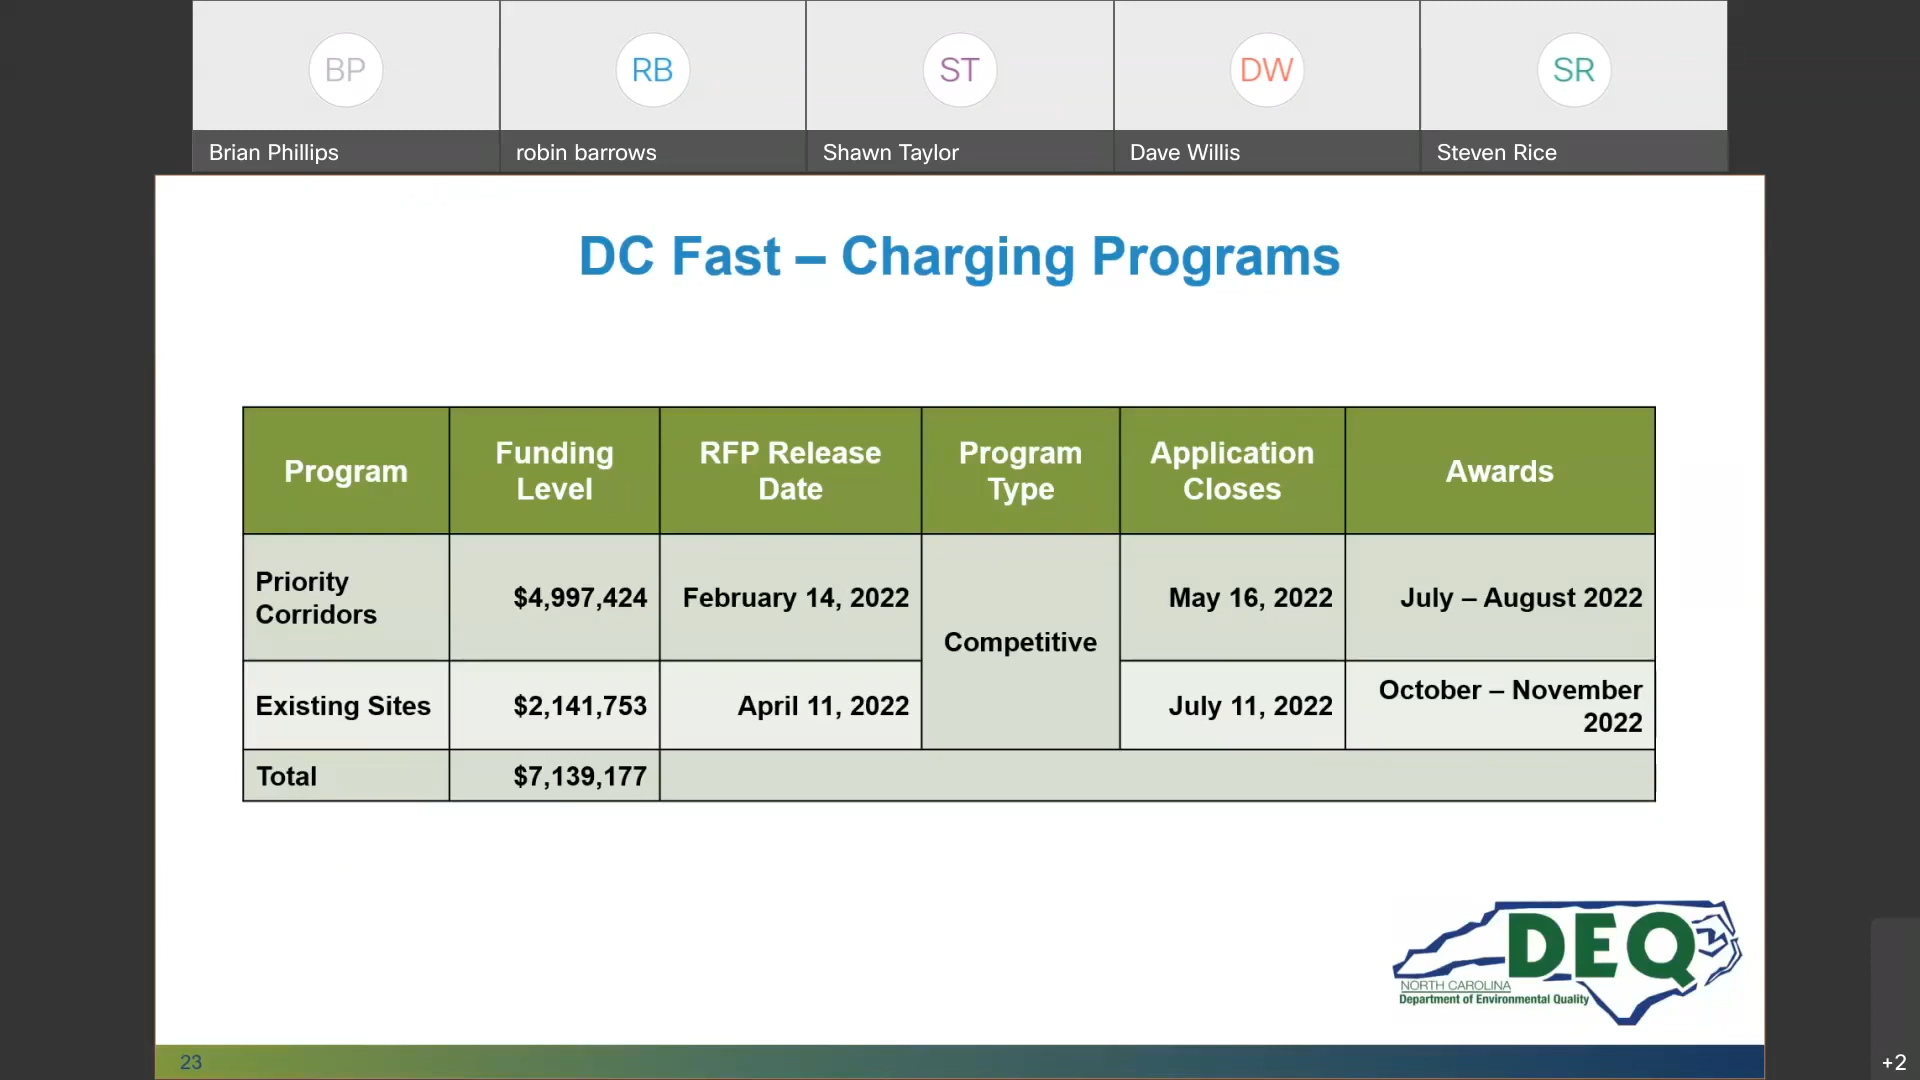 BP
RB
ST
DW
SR
Brian Phillips
robin barrows
Shawn Taylor
Dave Willis
Steven Rice
DC Fast – Charging Programs
Program
Funding
Level
RFP Release
Date
Program
Type
Application
Closes
Awards
Priority
Corridors
$4,997,424
February 14, 2022
Competitive
May 16, 2022
July – August 2022
Existing Sites
$2,141,753
April 11, 2022
July 11, 2022
October – November
2022
Total
$7,139,177
DEQ
NORTH CAROLINA
Department of Environmental Quality
23
+2